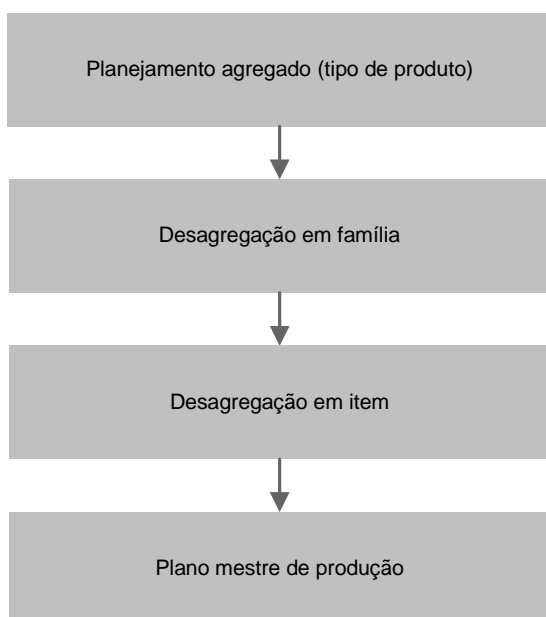 Planejamento agregado (tipo de produto)
Desagregação em família
Desagregação em item
Plano mestre de produção